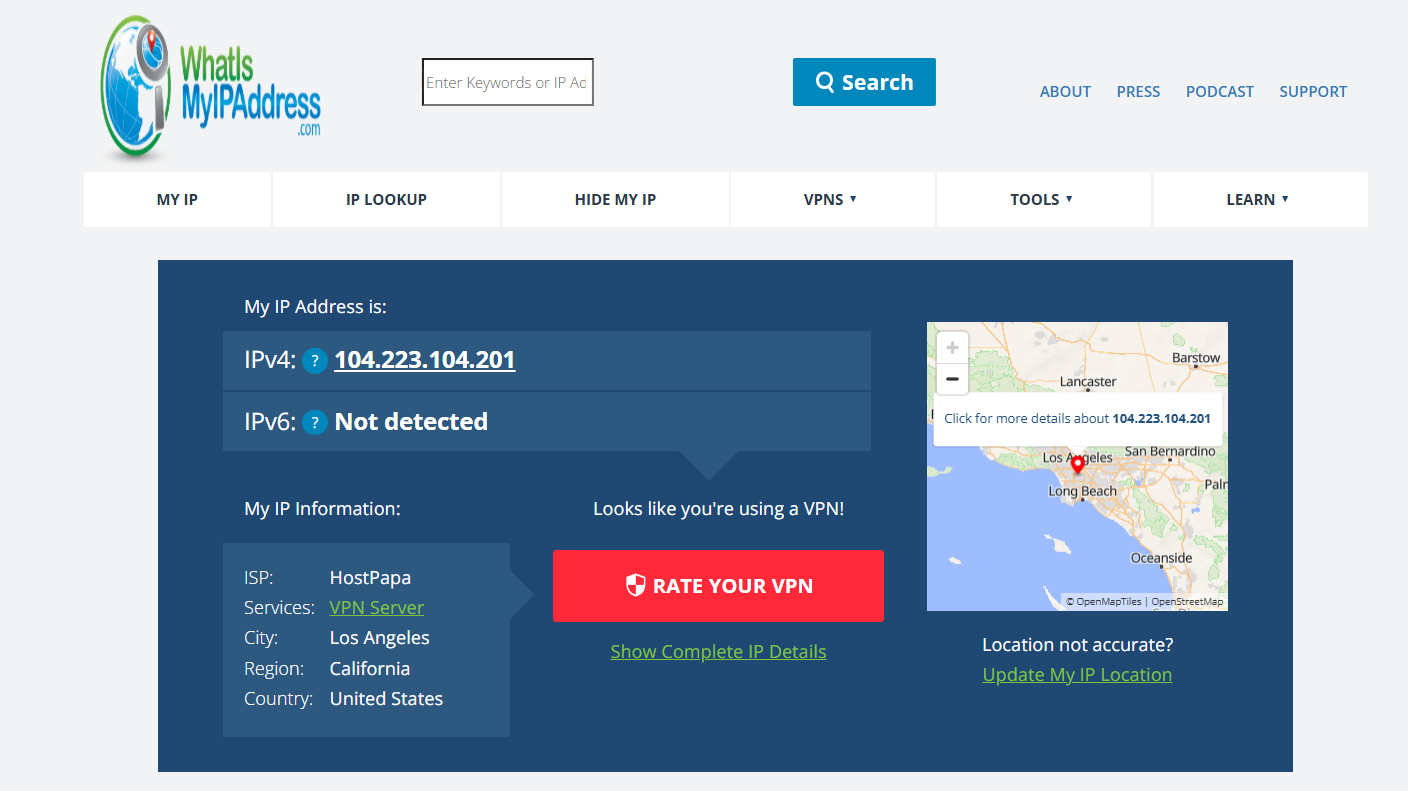 WhatIs
MyIPAddress
.com
Enter Keywords or IP Ad
Search
ABOUT PRESS PODCAST SUPPORT
MY IP IP LOOKUP HIDE MY IP VPNS ▼ TOOLS ▼ LEARN ▼
My IP Address is:
IPv4: ? 104.223.104.201
IPv6: ? Not detected
My IP Information:
ISP: HostPapa
Services: VPN Server
City: Los Angeles
Region: California
Country: United States
Looks like you're using a VPN!
RATE YOUR VPN
Show Complete IP Details
+
−
Barstow
Lancaster
Click for more details about 104.223.104.201
Los Angeles
San Bernardino
Palm
Long Beach
Oceanside
© OpenMapTiles | OpenStreetMap
Location not accurate?
Update My IP Location